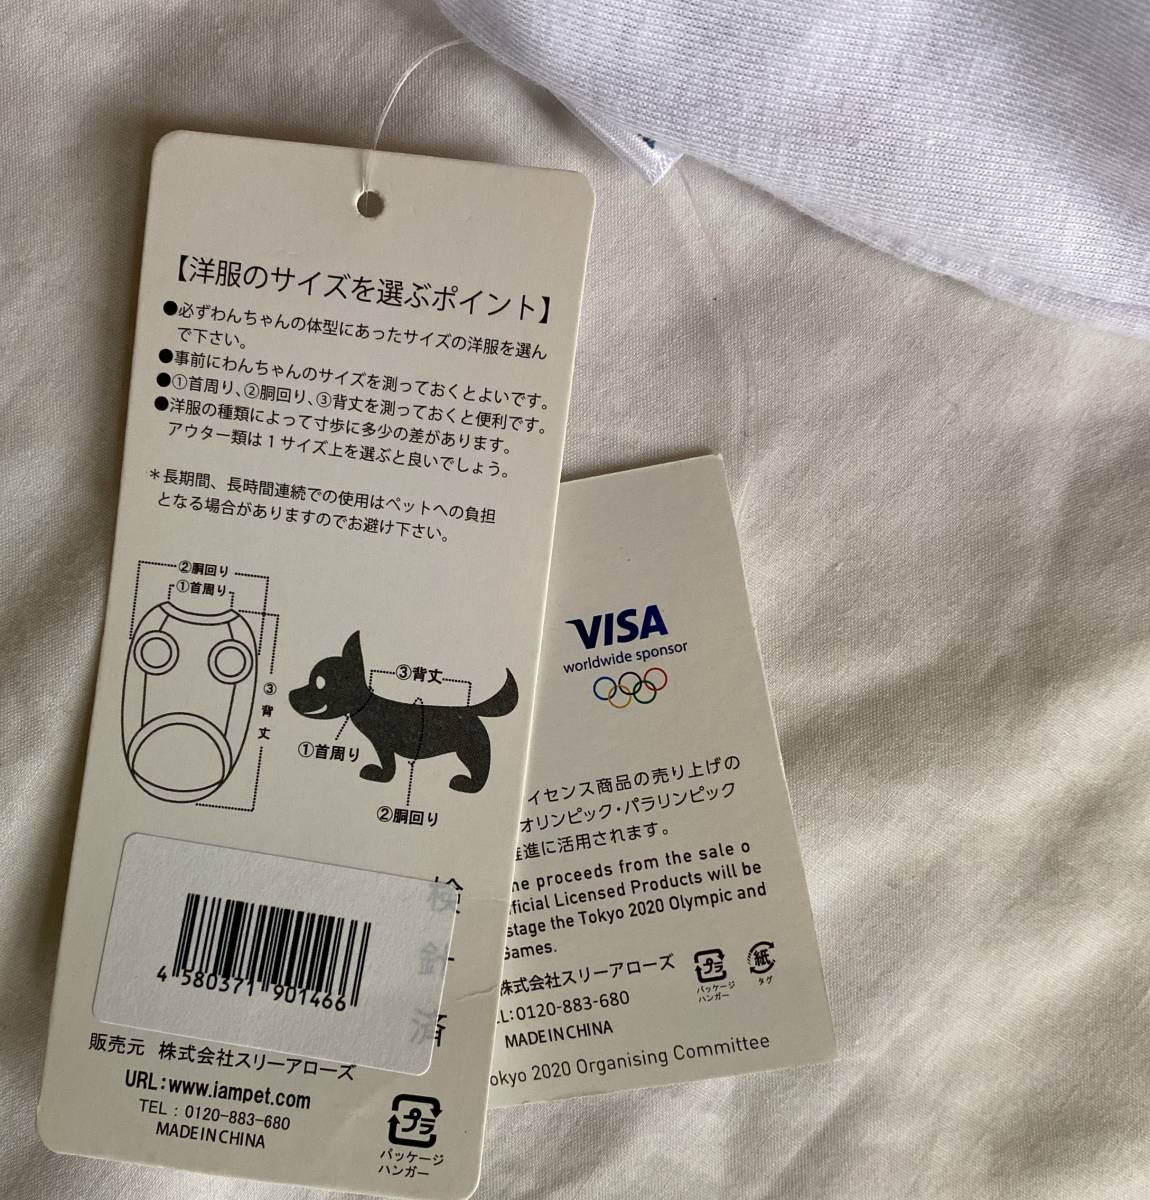 【洋服のサイズを選ぶポイント】
●必ずわんちゃんの体型にあったサイズの洋服を選ん
で下さい。
●事前にわんちゃんのサイズを測っておくとよいです。
●①首周り、②胴回り、③背丈を測っておくと便利です。
●洋服の種類によって寸歩に多少の差があります。
アウター類は1サイズ上を選ぶと良いでしょう。
＊長期間、長時間連続での使用はペットへの負担
となる場合がありますのでお避け下さい。
②胴回り
①首周り
③背丈
③背丈
①首周り
②胴回り
検針済
4 580371 901466
販売元 株式会社スリーアローズ
URL:www.iampet.com
TEL : 0120-883-680
MADE IN CHINA
プラ
パッケージ
ハンガー
VISA
worldwide sponsor
イセンス商品の売り上げの
オリンピック・パラリンピック
推進に活用されます。
he proceeds from the sale o
ficial Licensed Products will be
stage the Tokyo 2020 Olympic and
Games.
株式会社スリーアローズ
L:0120-883-680
MADE IN CHINA
okyo 2020 Organising Committee
プラ
パッケージ
ハンガー
紙
タグ